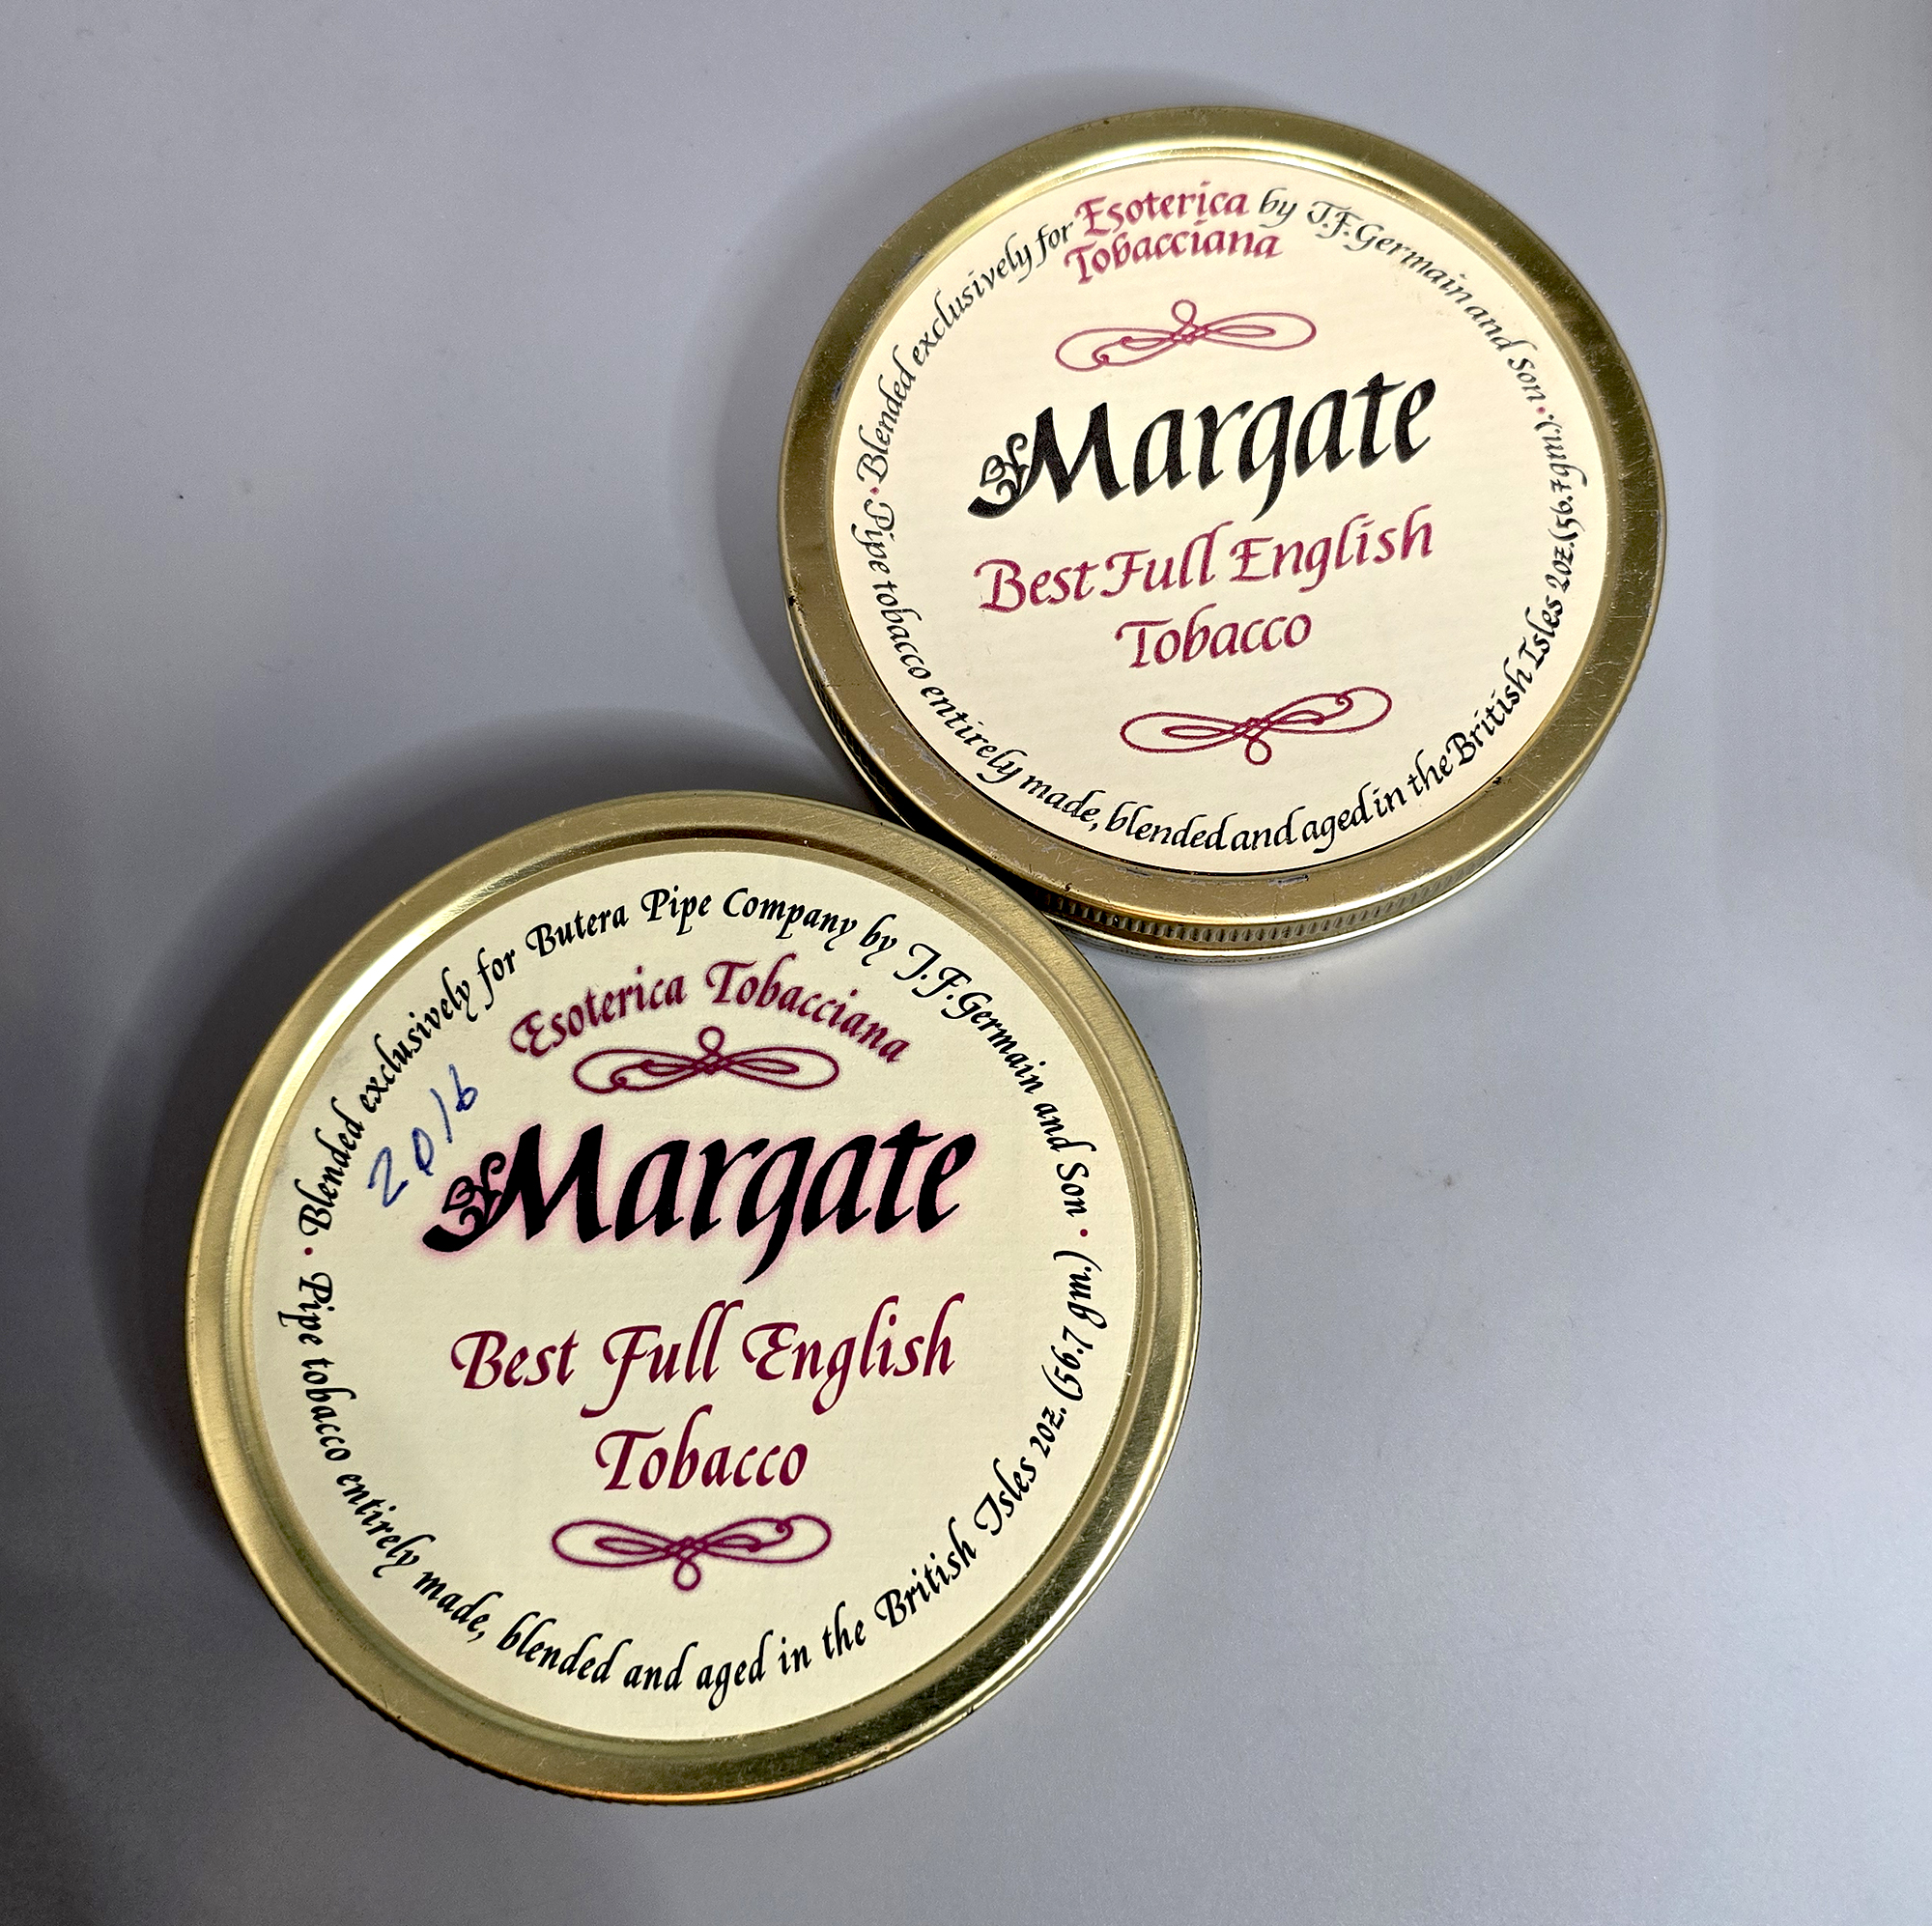 Blended exclusively for Esoterica Tobacciana by J.F. Germain and Son •
Margate
Best Full English
Tobacco
Pipe tobacco entirely made, blended and aged in the British Isles 2oz. (56.7 gm.) •
Blended exclusively for Butera Pipe Company by J.F. Germain and Son •
Esoterica Tobacciana
2016
Margate
Best Full English
Tobacco
Pipe tobacco entirely made, blended and aged in the British Isles 2oz. (56.7 gm.) •